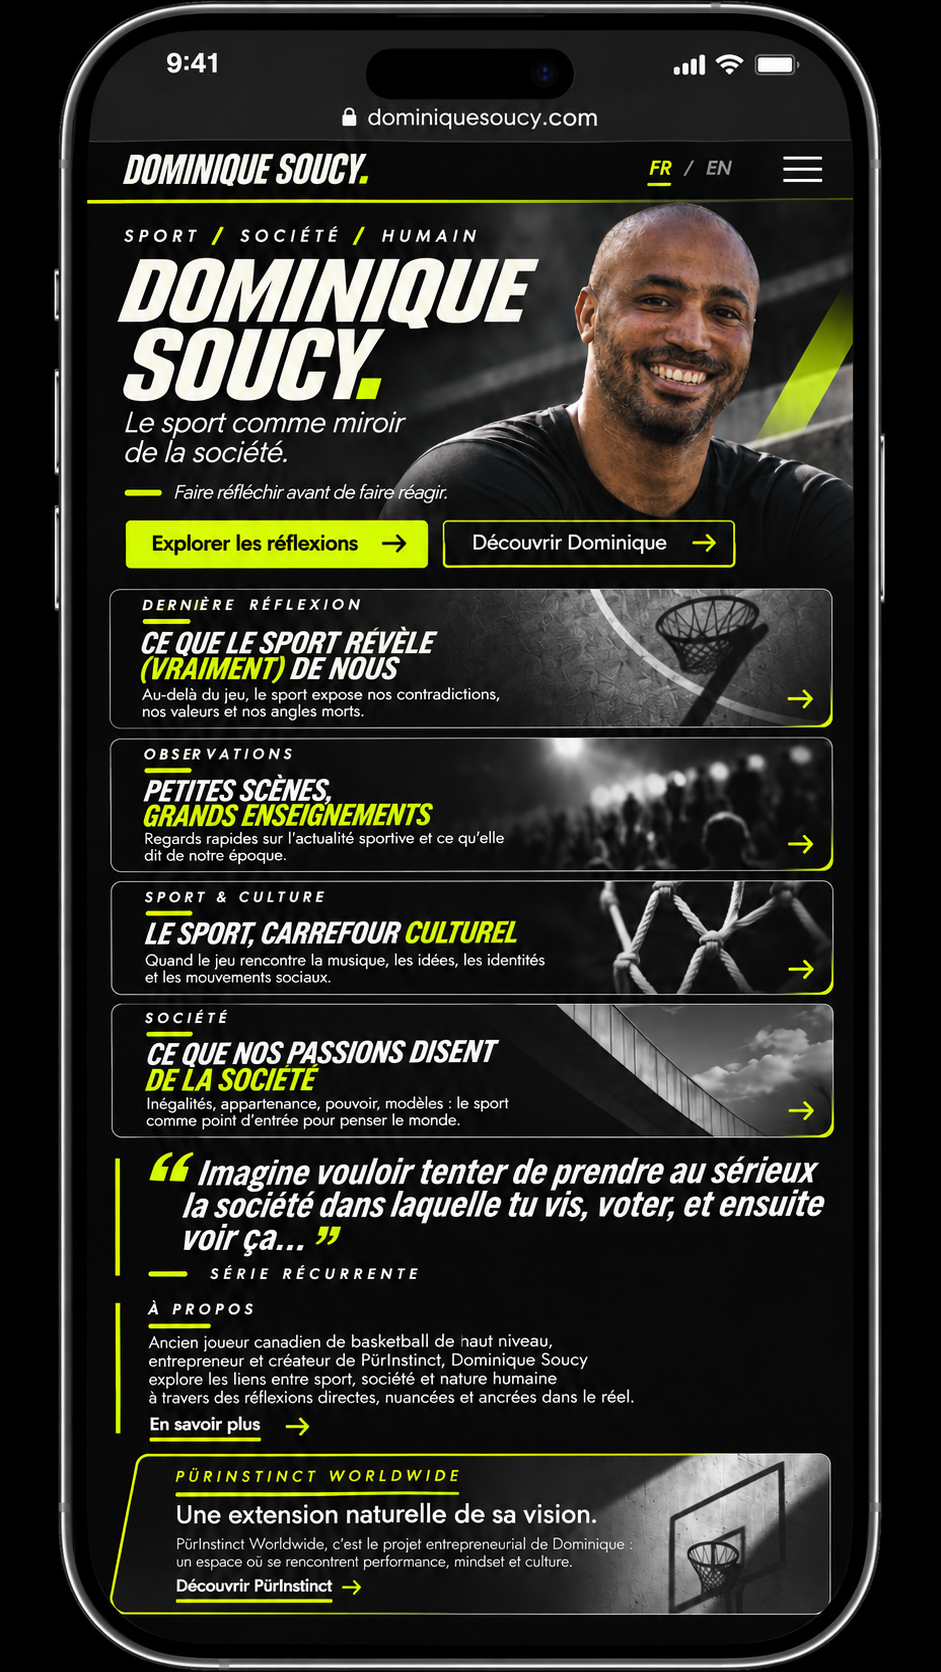 9:41
dominiquesoucy.com
DOMINIQUE SOUCY.
FR / EN
SPORT / SOCIÉTÉ / HUMAIN
DOMINIQUE
SOUCY.
Le sport comme miroir
de la société.
Faire réfléchir avant de faire réagir.
Explorer les réflexions →
Découvrir Dominique →
DERNIÈRE RÉFLEXION
CE QUE LE SPORT RÉVÈLE
(VRAIMENT) DE NOUS
Au-delà du jeu, le sport expose nos contradictions,
nos valeurs et nos angles morts.
OBSERVATIONS
PETITES SCÈNES,
GRANDS ENSEIGNEMENTS
Regards rapides sur l'actualité sportive et ce qu'elle
dit de notre époque.
SPORT & CULTURE
LE SPORT, CARREFOUR CULTUREL
Quand le jeu rencontre la musique, les idées, les identités
et les mouvements sociaux.
SOCIÉTÉ
CE QUE NOS PASSIONS DISENT
DE LA SOCIÉTÉ
Inégalités, appartenance, pouvoir, modèles : le sport
comme point d'entrée pour penser le monde.
“ Imagine vouloir tenter de prendre au sérieux
la société dans laquelle tu vis, voter, et ensuite
voir ça... ”
SÉRIE RÉCURRENTE
À PROPOS
Ancien joueur canadien de basketball de haut niveau,
entrepreneur et créateur de PürInstinct, Dominique Soucy
explore les liens entre sport, société et nature humaine
à travers des réflexions directes, nuancées et ancrées dans le réel.
En savoir plus →
PÜRINSTINCT WORLDWIDE
Une extension naturelle de sa vision.
PürInstinct Worldwide, c'est le projet entrepreneurial de Dominique :
un espace où se rencontrent performance, mindset et culture.
Découvrir PürInstinct →